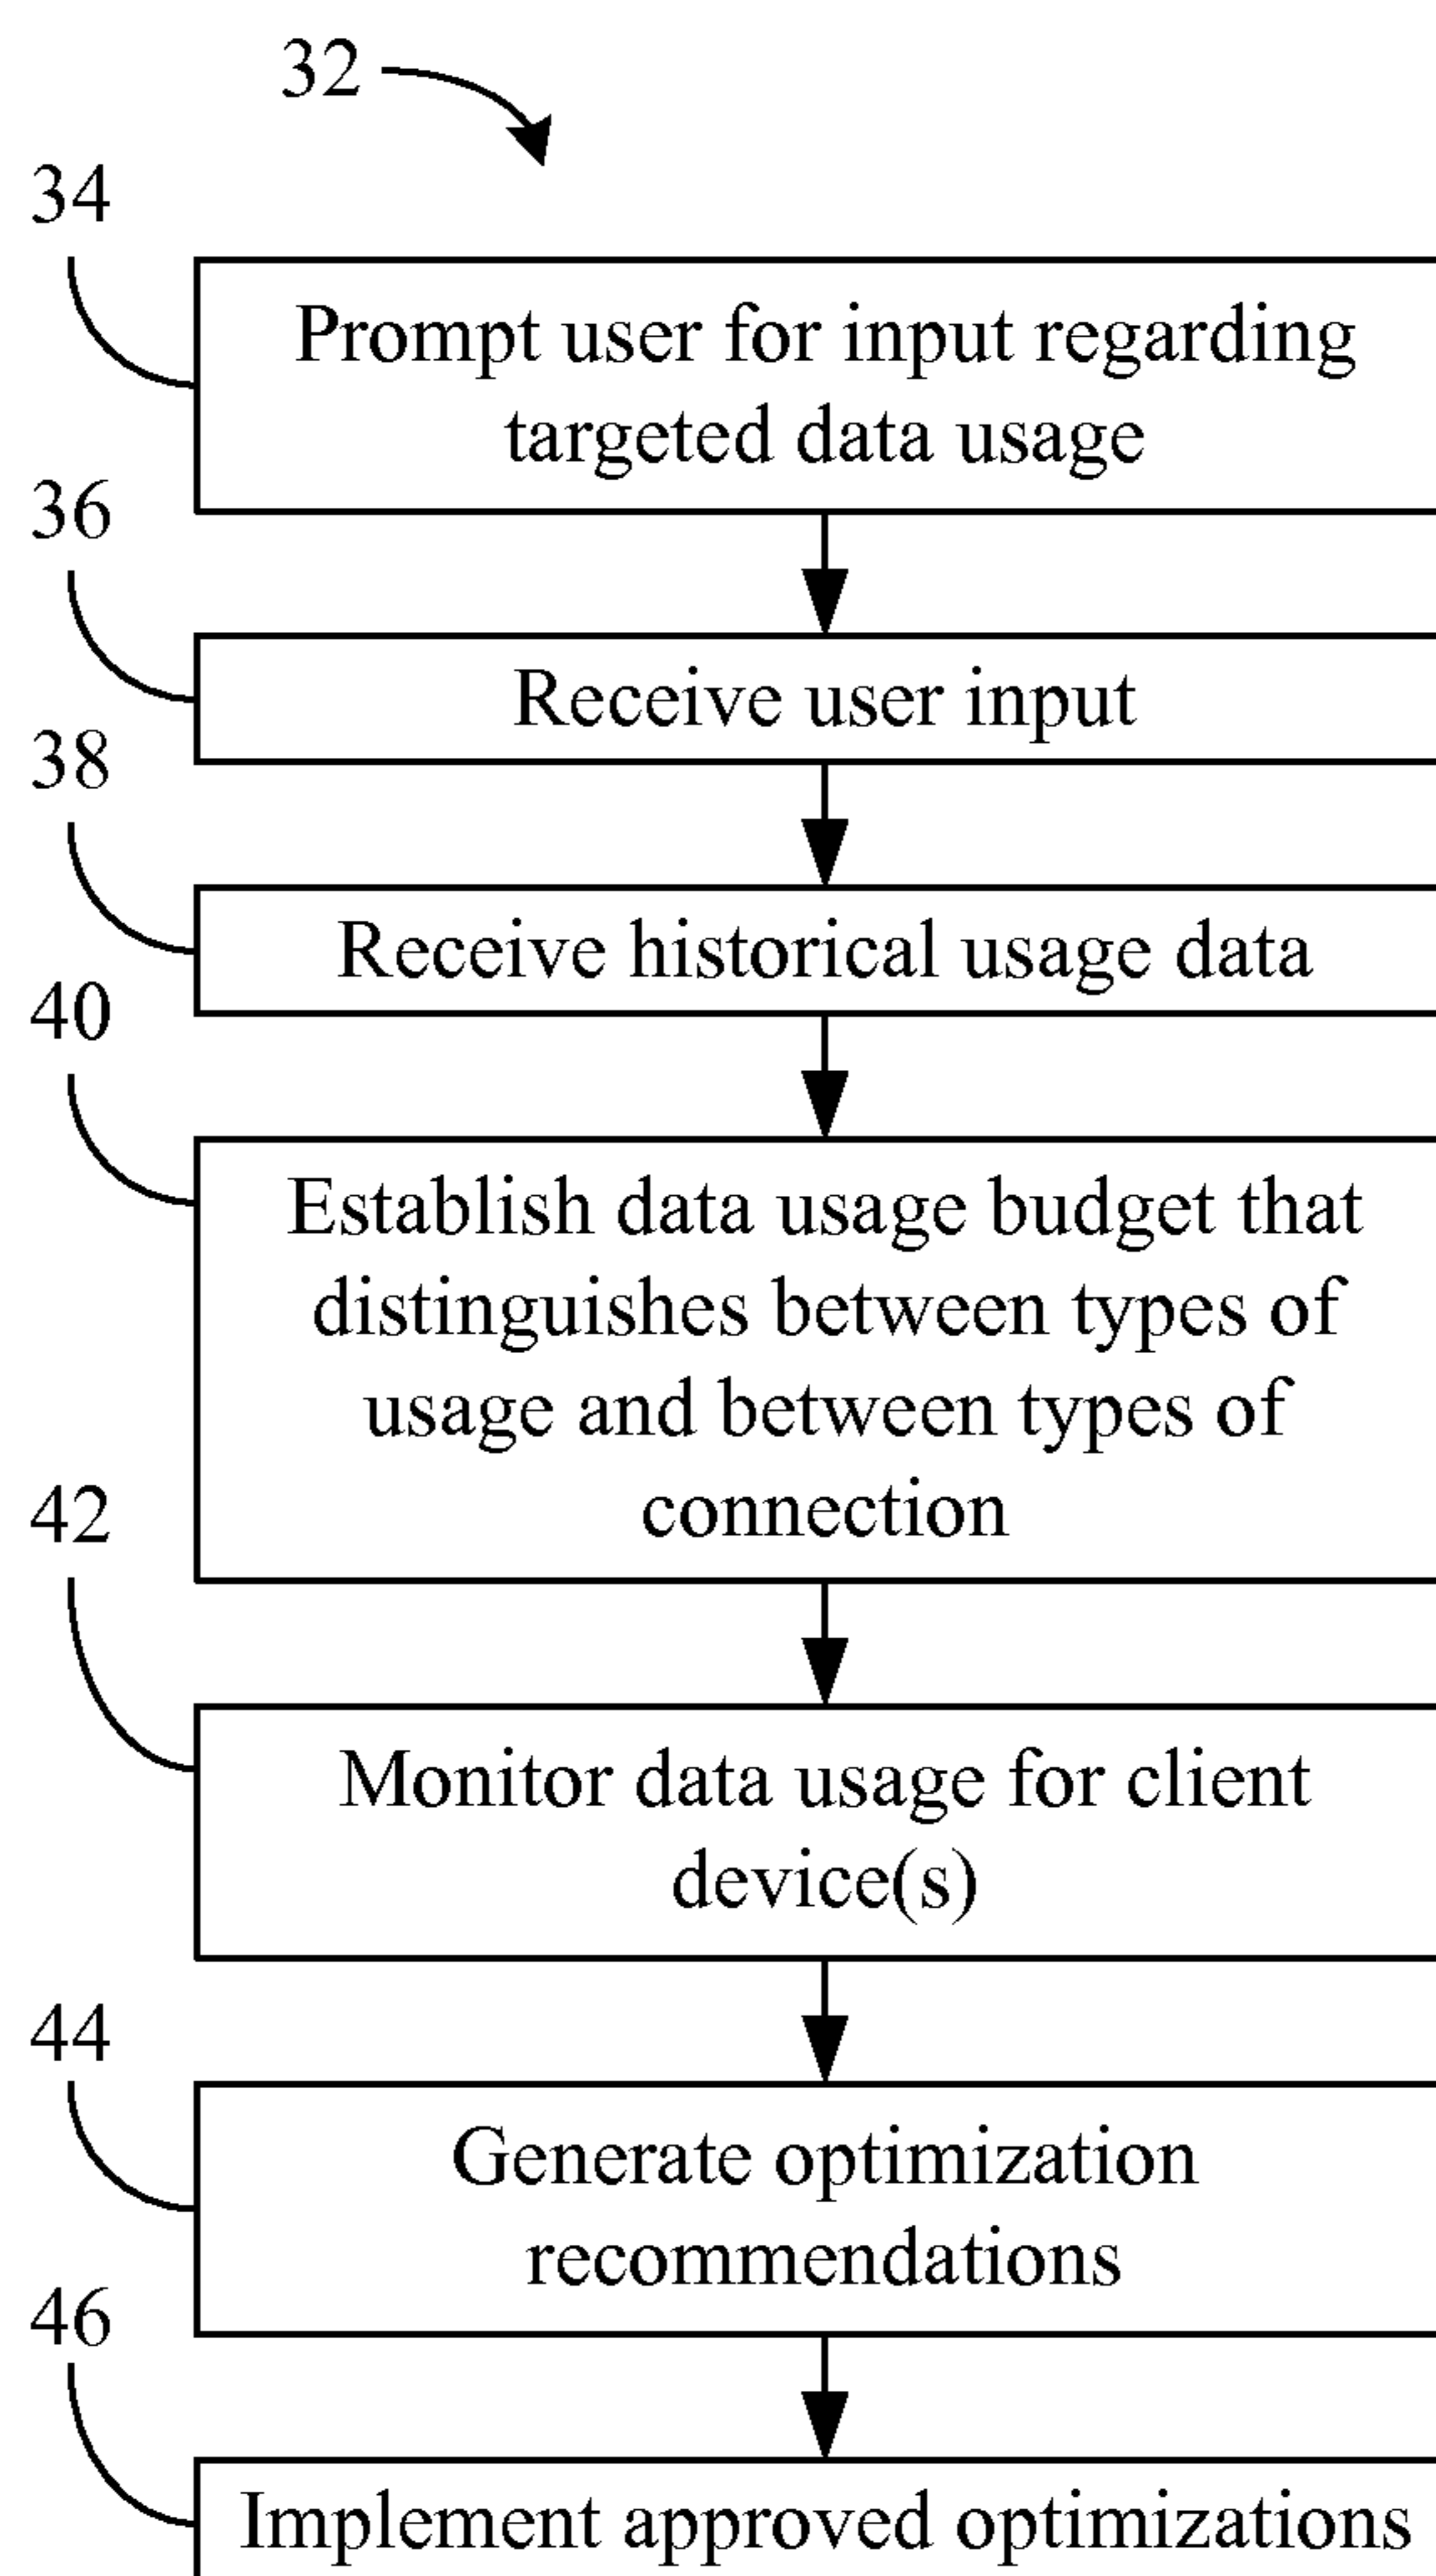 32
34
Prompt user for input regarding
targeted data usage
36
Receive user input
38
Receive historical usage data
40
Establish data usage budget that
distinguishes between types of
usage and between types of
connection
42
Monitor data usage for client
device(s)
44
Generate optimization
recommendations
46
Implement approved optimizations